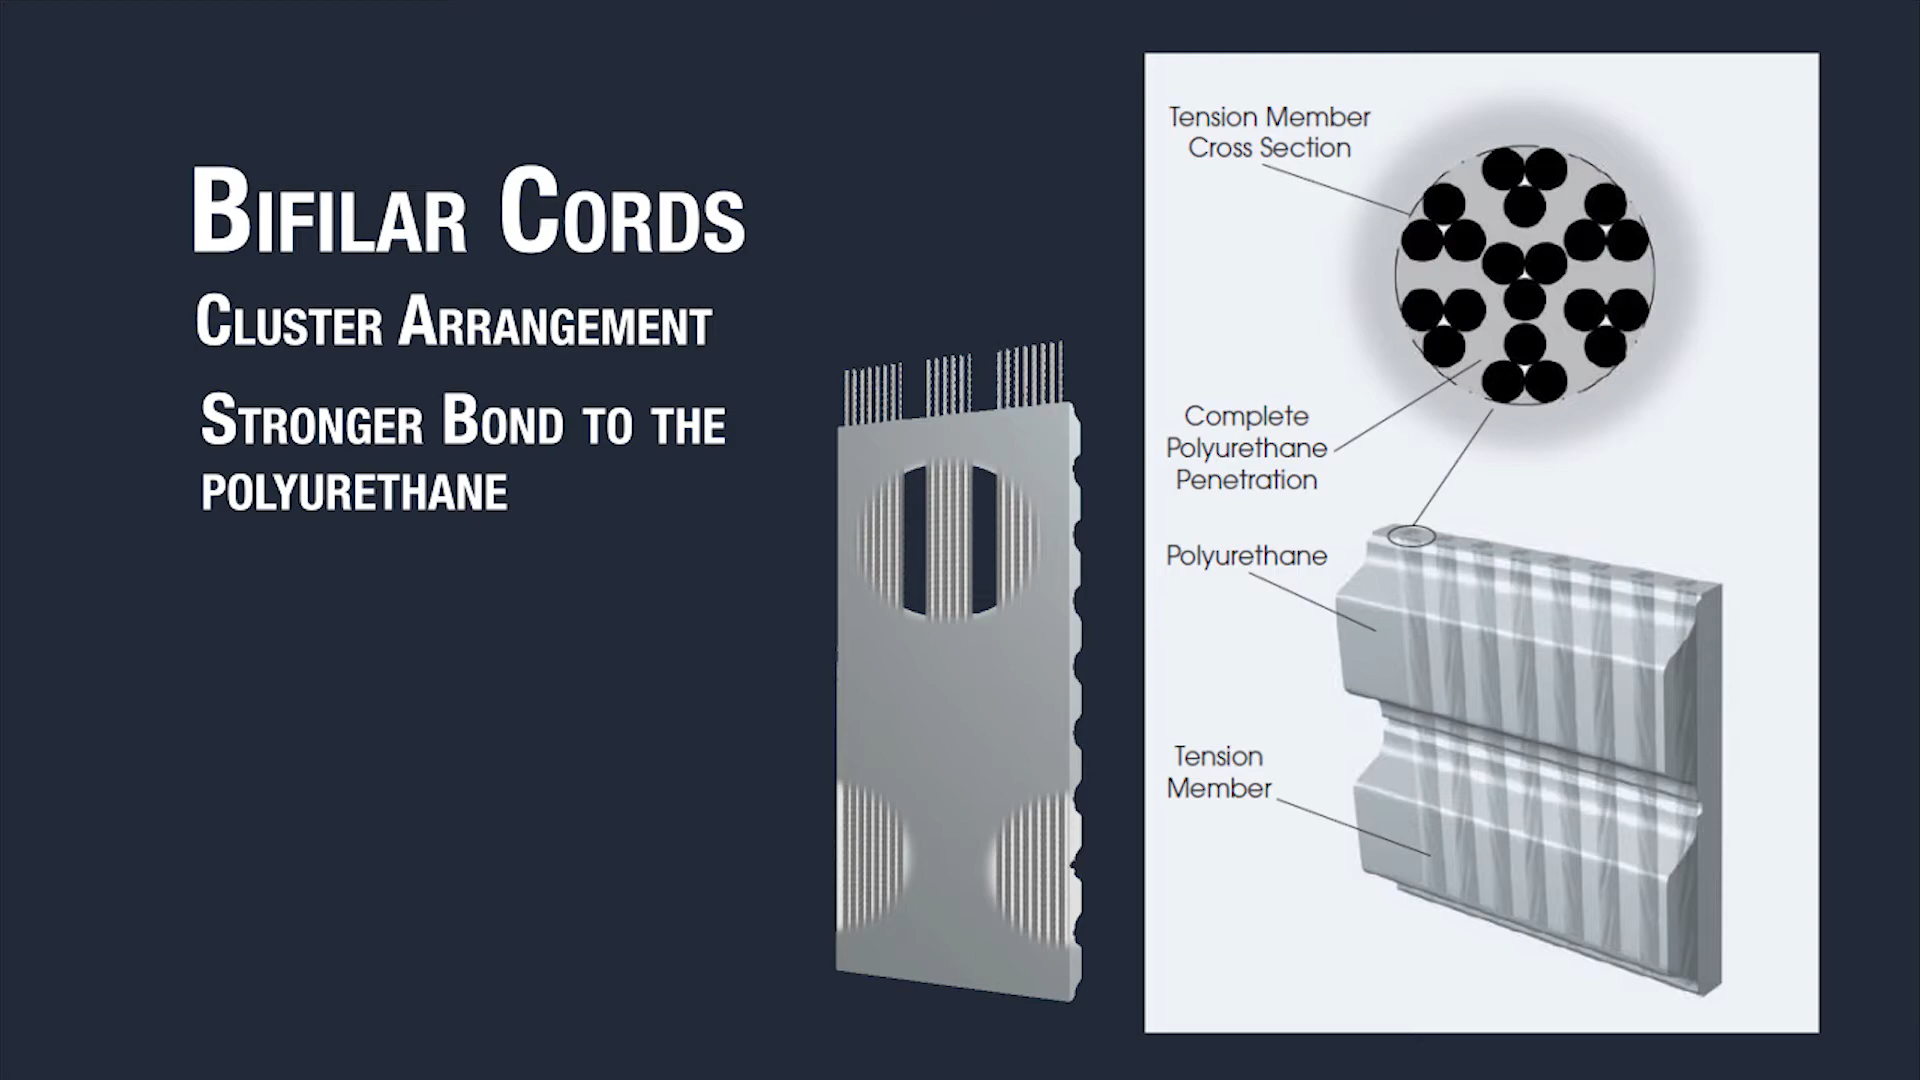 Bifilar Cords
Cluster Arrangement
Stronger Bond to the
polyurethane
Tension Member
Cross Section
Complete
Polyurethane
Penetration
Polyurethane
Tension
Member